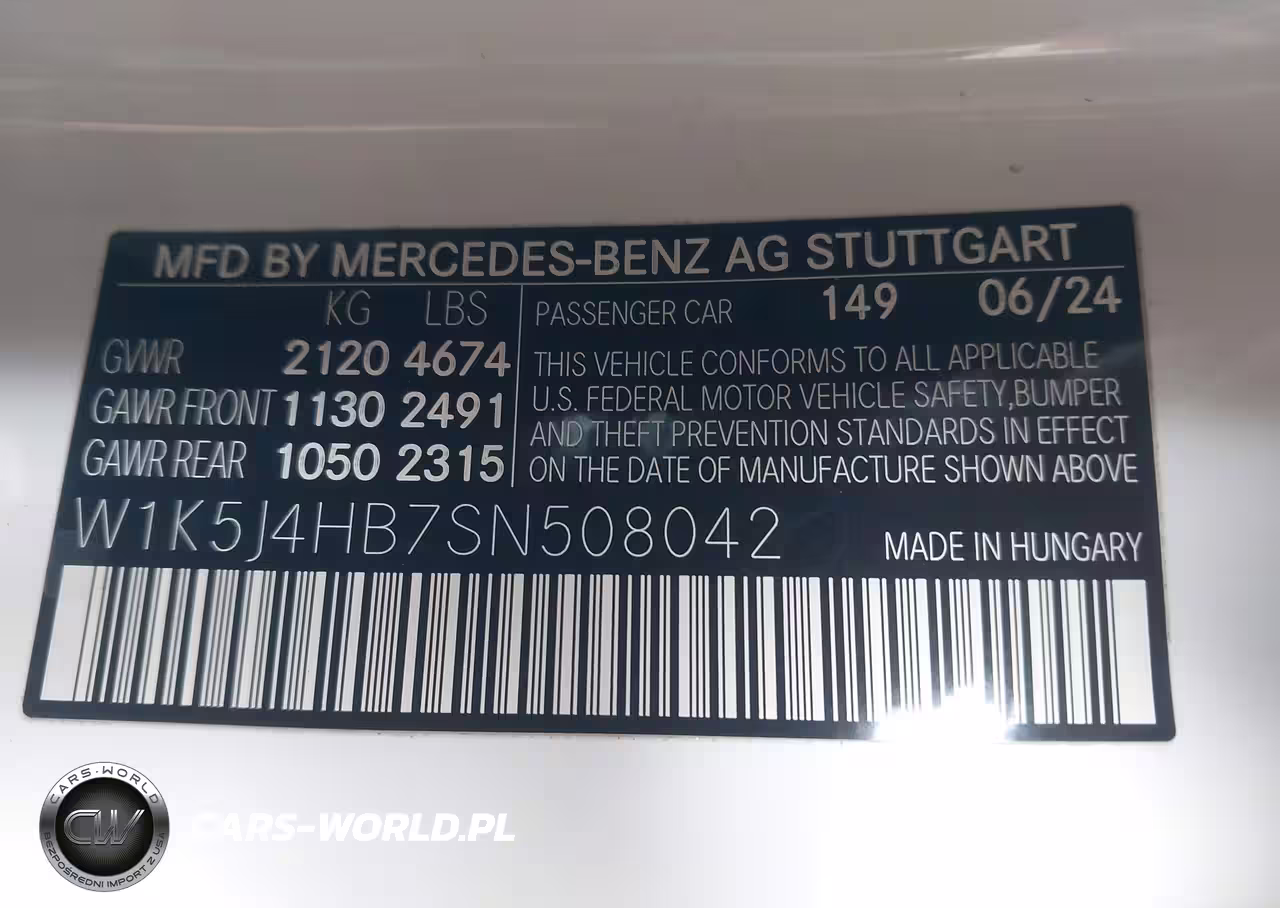 MFD BY MERCEDES-BENZ AG STUTTGART
KG LBS
GVWR 2120 4674
GAWR FRONT 1130 2491
GAWR REAR 1050 2315
PASSENGER CAR 149 06/24
THIS VEHICLE CONFORMS TO ALL APPLICABLE
U.S. FEDERAL MOTOR VEHICLE SAFETY,BUMPER
AND THEFT PREVENTION STANDARDS IN EFFECT
ON THE DATE OF MANUFACTURE SHOWN ABOVE
W1K5J4HB7SN508042
MADE IN HUNGARY
CARS-WORLD
CW
BEZPOŚREDNI IMPORT Z USA
CARS-WORLD.PL